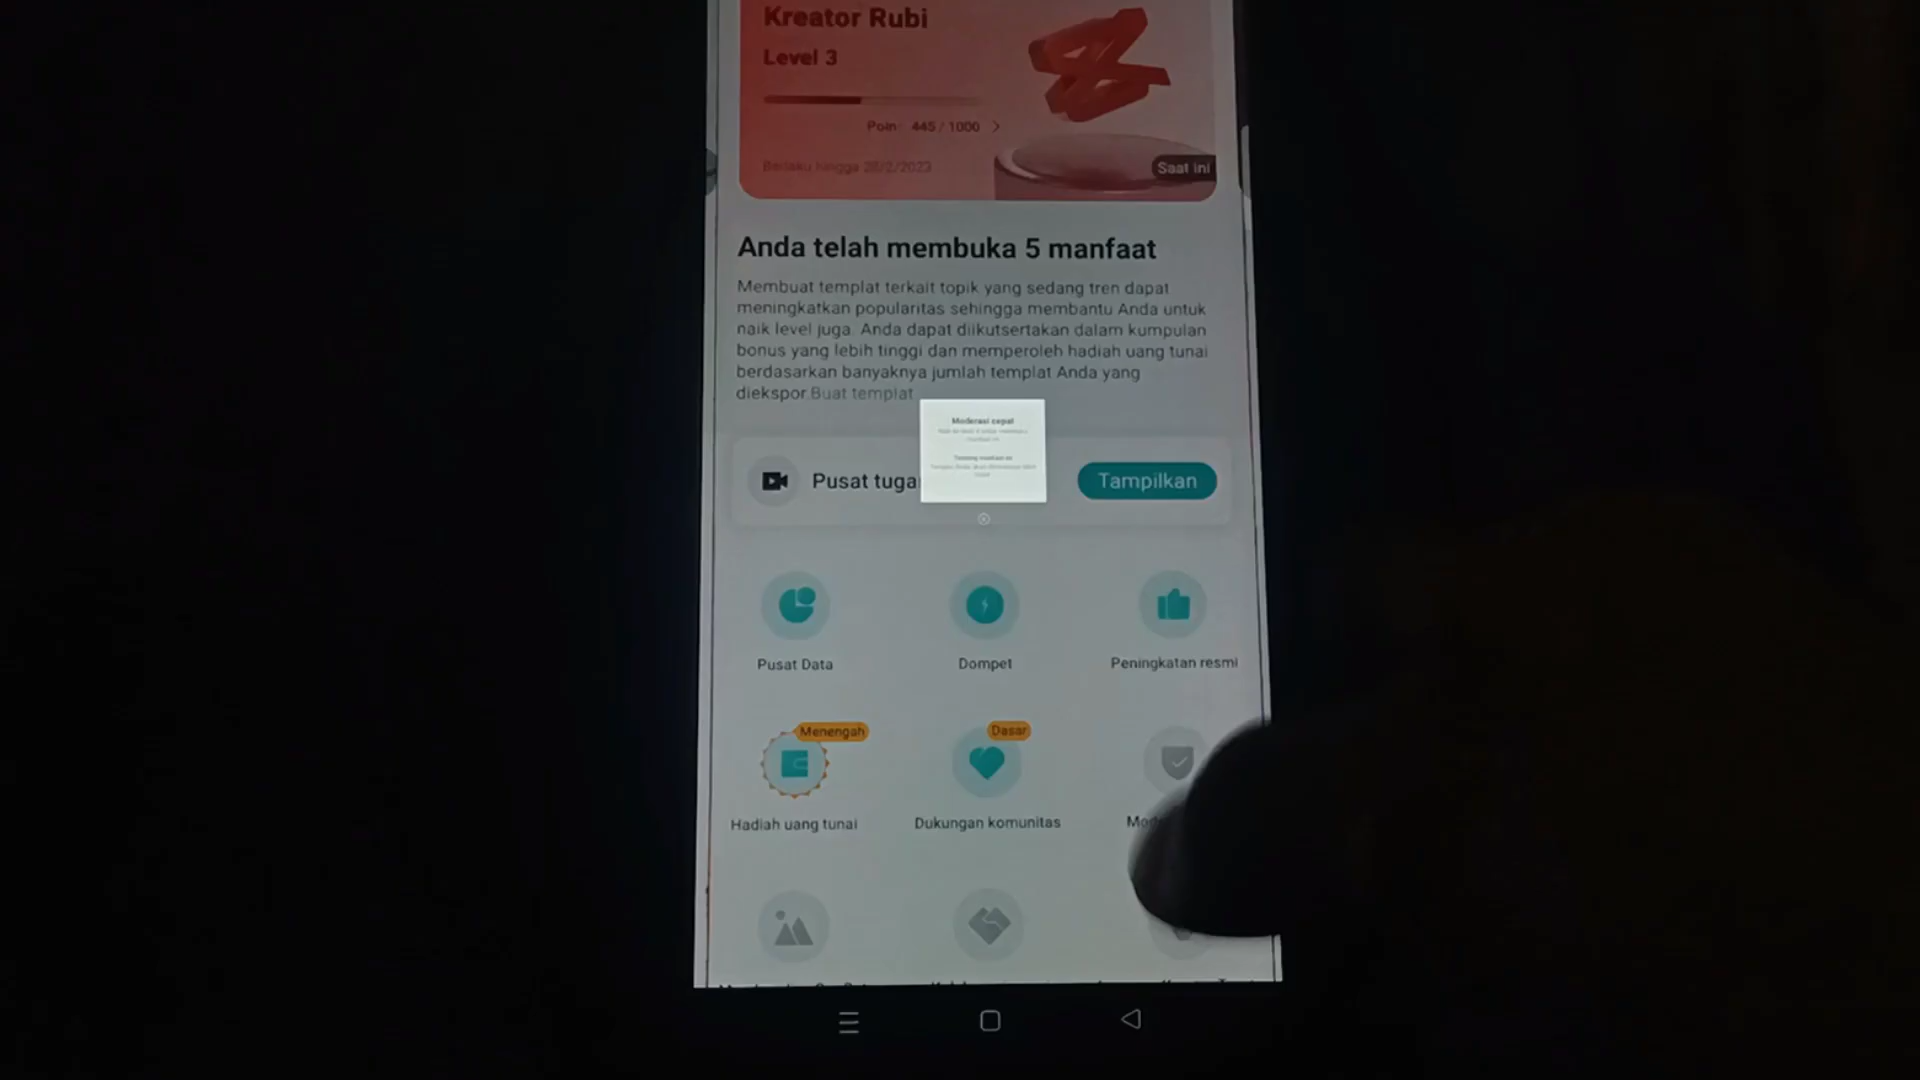 Kreator Rubi
Level 3
Poin 445 / 1000
Berlaku hingga 28/2/2023
Saat ini
Anda telah membuka 5 manfaat
Membuat templat terkait topik yang sedang tren dapat
meningkatkan popularitas sehingga membantu Anda untuk
naik level juga. Anda dapat diikutsertakan dalam kumpulan
bonus yang lebih tinggi dan memperoleh hadiah uang tunai
berdasarkan banyaknya jumlah templat Anda yang
diekspor.Buat templat
Moderasi cepat
Tentang manfaat ini
Pusat tuga
Tampilkan
Pusat Data
Dompet
Peningkatan resmi
Menengah
Dasar
Hadiah uang tunai
Dukungan komunitas